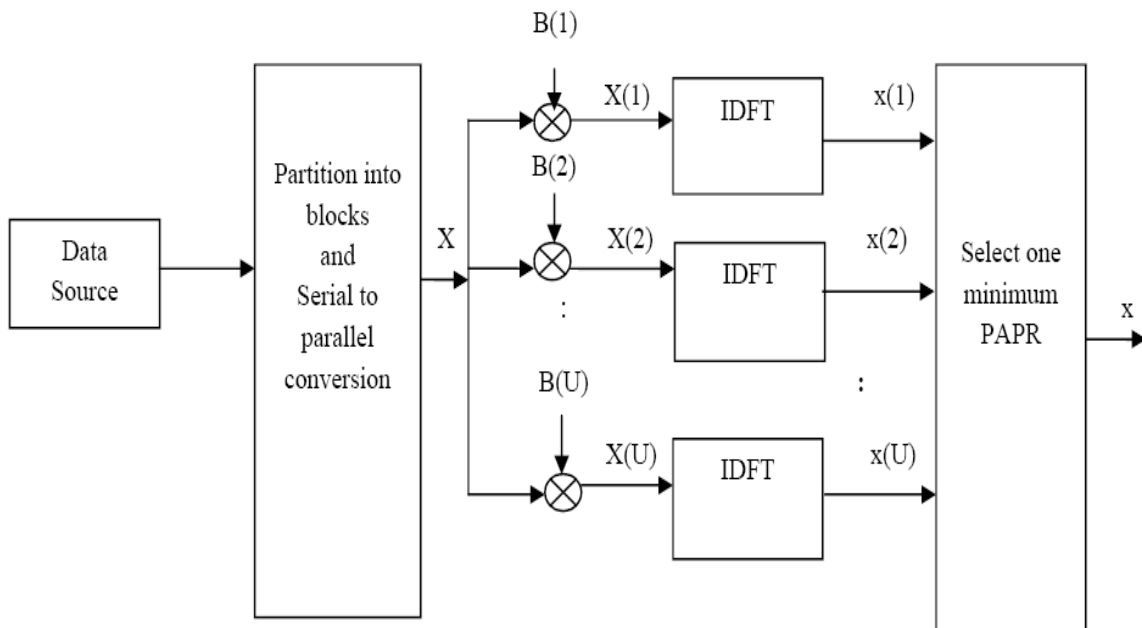 Data
Source
Partition into
blocks
and
Serial to
parallel
conversion
X
B(1)
X(1)
IDFT
x(1)
B(2)
X(2)
IDFT
x(2)
:
:
B(U)
X(U)
IDFT
x(U)
Select one
minimum
PAPR
x